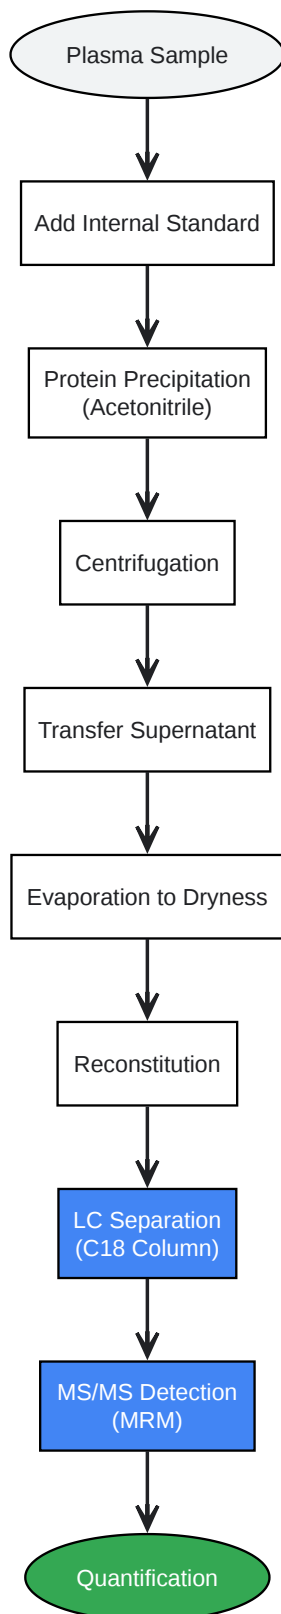 Plasma Sample
Add Internal Standard
Protein Precipitation
(Acetonitrile)
Centrifugation
Transfer Supernatant
Evaporation to Dryness
Reconstitution
LC Separation
(C18 Column)
MS/MS Detection
(MRM)
Quantification